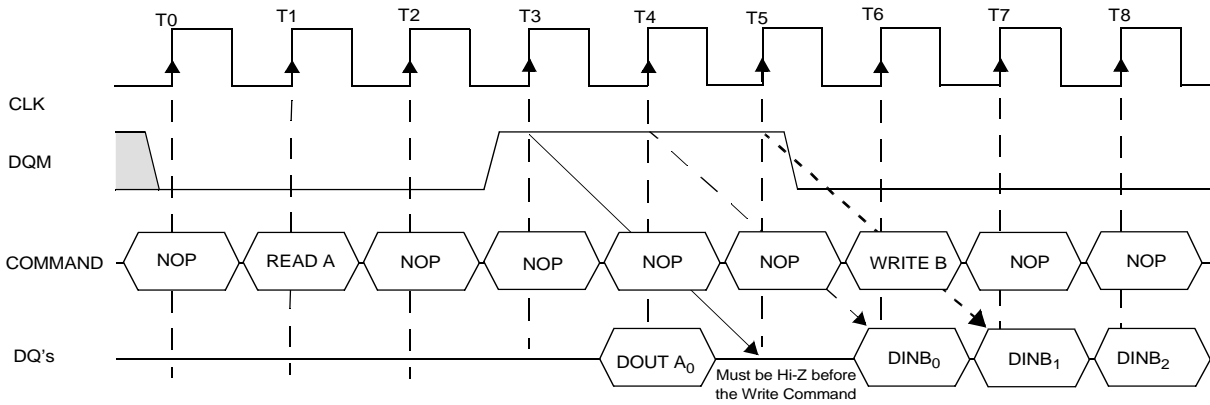 T0 T1 T2 T3 T4 T5 T6 T7 T8
CLK
DQM
COMMAND NOP READ A NOP NOP NOP NOP WRITE B NOP NOP
DQ's DOUT A0 DINB0 DINB1 DINB2
Must be Hi-Z before
the Write Command